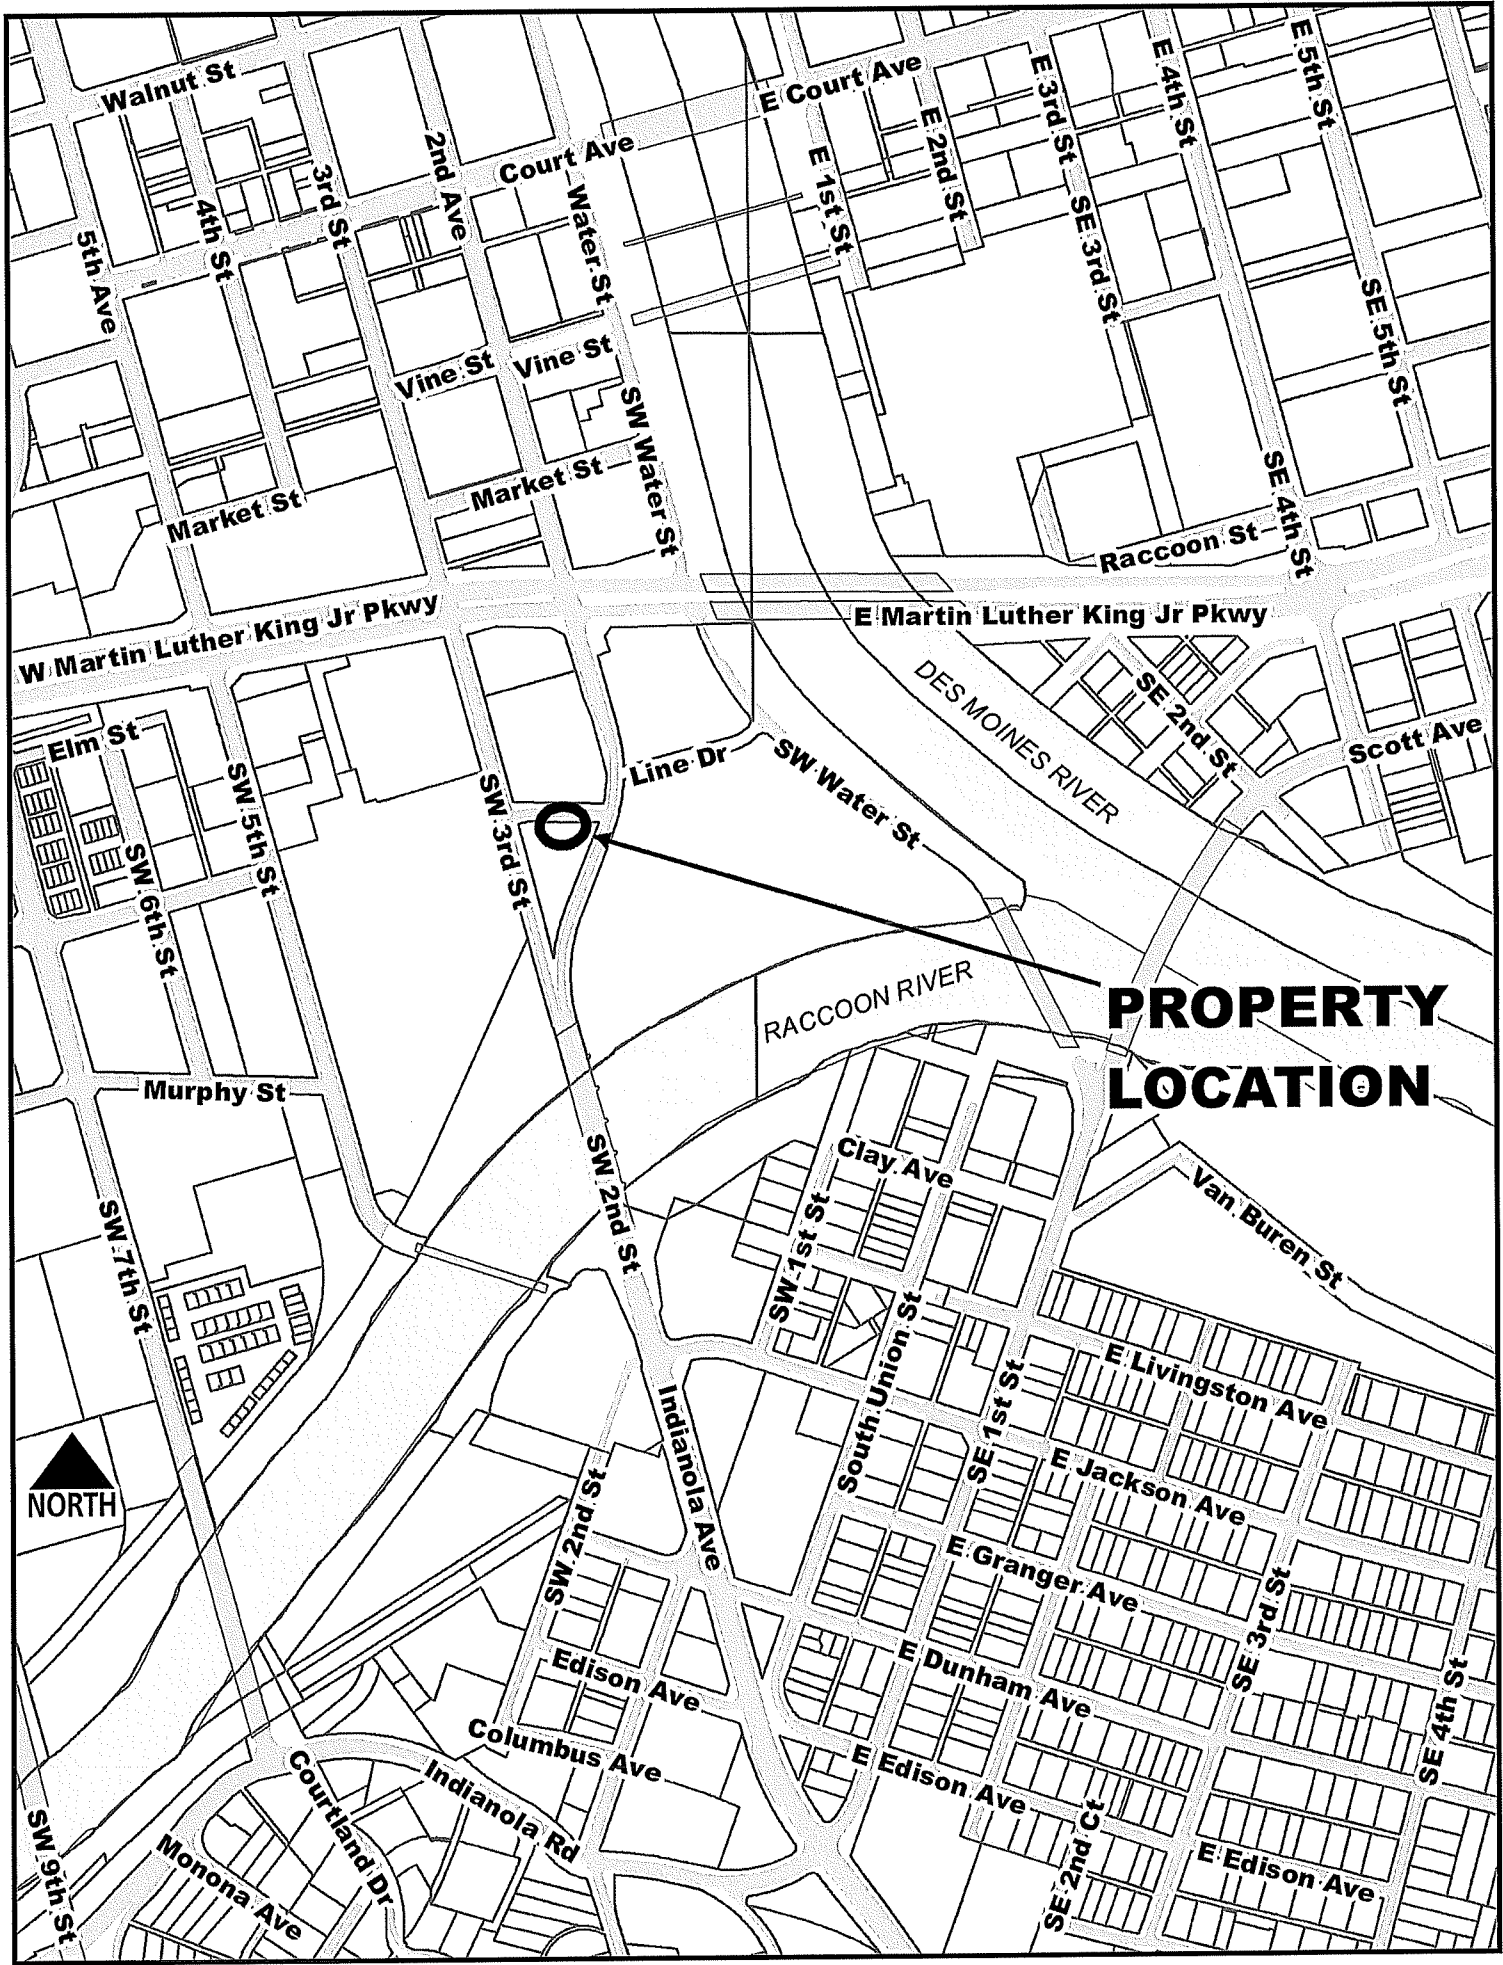 Walnut St
E Court Ave
E 3rd St
E 4th St
E 5th St
2nd Ave
Court Ave
E 2nd St
E 1st St
3rd St
4th St
Water St
SE 3rd St
5th Ave
SE 5th St
Vine St
Vine St
SW Water St
Market St
Market St
SE 4th St
Raccoon St
W Martin Luther King Jr Pkwy
E Martin Luther King Jr Pkwy
DES MOINES RIVER
SE 2nd St
Scott Ave
Elm St
Line Dr
SW Water St
SW 5th St
SW 3rd St
SW 6th St
RACCOON RIVER
PROPERTY
LOCATION
Murphy St
SW 2nd St
Clay Ave
Van Buren St
SW 7th St
SW 1st St
South Union St
E Livingston Ave
SE 1st St
Indianola Ave
E Jackson Ave
NORTH
SW 2nd St
E Granger Ave
SE 3rd St
E Dunham Ave
Edison Ave
SE 4th St
Columbus Ave
E Edison Ave
Indianola Rd
Courtland Dr
SW 9th St
Monona Ave
SE 2nd Ct
E Edison Ave